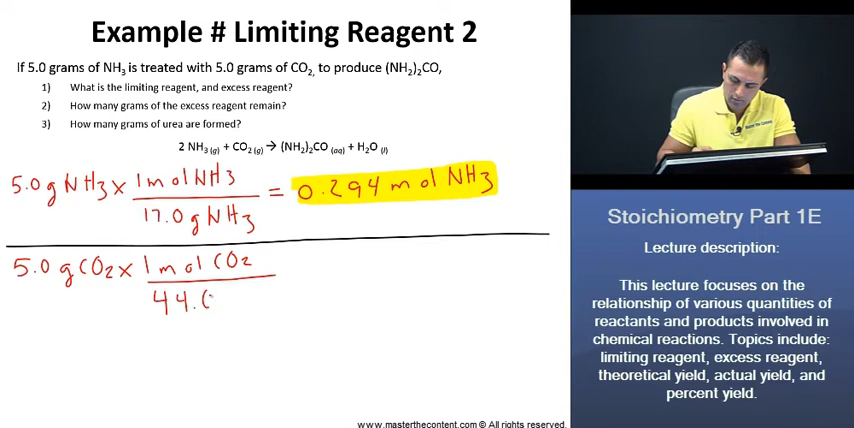 Example # Limiting Reagent 2
If 5.0 grams of NH₃ is treated with 5.0 grams of CO₂, to produce (NH₂)₂CO,
1) What is the limiting reagent, and excess reagent?
2) How many grams of the excess reagent remain?
3) How many grams of urea are formed?
2 NH₃ (g) + CO₂ (g) → (NH₂)₂CO (aq) + H₂O (l)
5.0 g NH₃ x 1 mol NH₃ = 0.294 mol NH₃
17.0 g NH₃
5.0 g CO₂ x 1 mol CO₂
44.0
www.masterthecontent.com © All rights reserved.
Stoichiometry Part 1E
Lecture description:
This lecture focuses on the
relationship of various quantities of
reactants and products involved in
chemical reactions. Topics include:
limiting reagent, excess reagent,
theoretical yield, actual yield, and
percent yield.